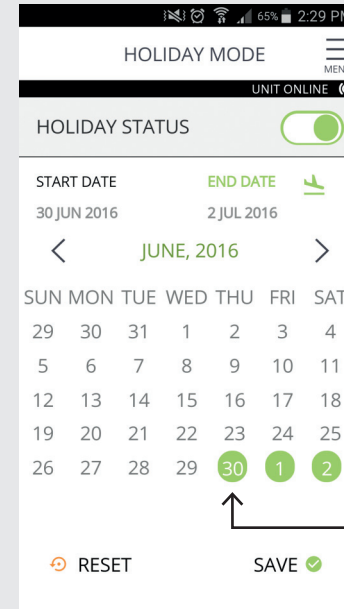 65% 2:29 PM
HOLIDAY MODE
MEN
UNIT ONLINE
HOLIDAY STATUS
START DATE END DATE
30 JUN 2016 2 JUL 2016
JUNE, 2016
SUN MON TUE WED THU FRI SAT
29 30 31 1 2 3 4
5 6 7 8 9 10 11
12 13 14 15 16 17 18
19 20 21 22 23 24 25
26 27 28 29 30 1 2
RESET SAVE